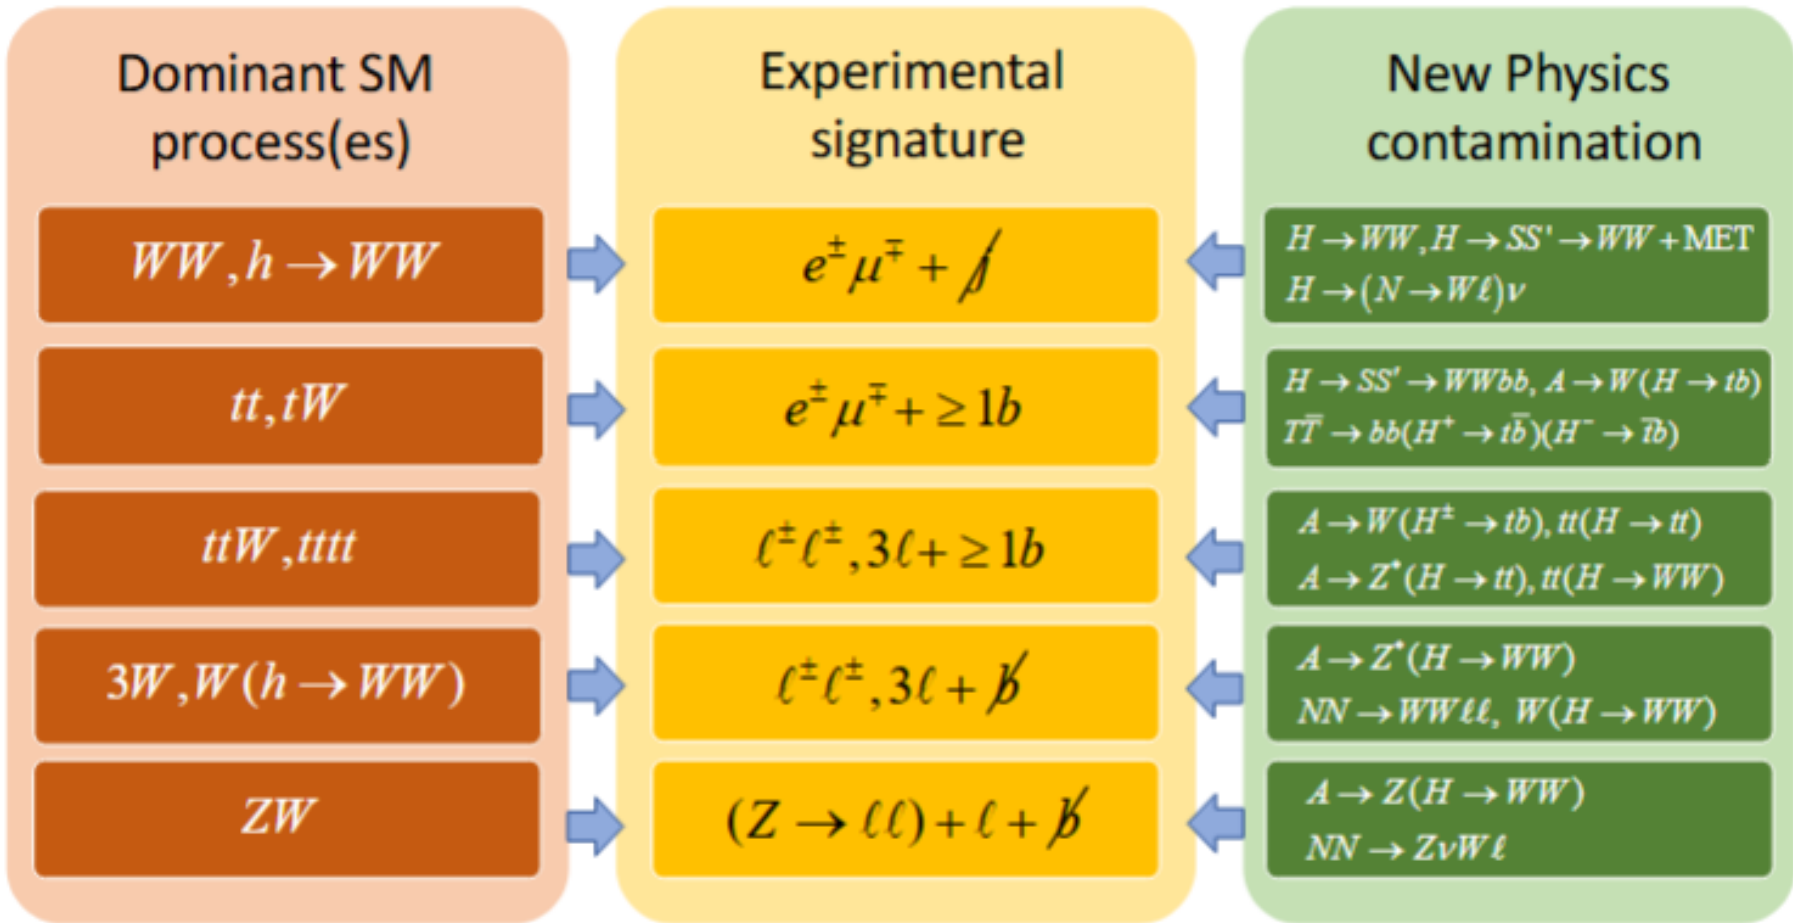 Dominant SM
process(es)
Experimental
signature
New Physics
contamination
WW, h → WW
e± μ∓ + j̸
H → WW, H → SS' → WW + MET
H → (N → Wℓ)ν
tt, tW
e± μ∓ + ≥ 1b
H → SS' → WWbb, A → W(H → tb)
TT̅ → bb(H⁺ → tb̅)(H⁻ → t̅b)
ttW, tttt
ℓ±ℓ±, 3ℓ + ≥ 1b
A → W(H± → tb), tt(H → tt)
A → Z*(H → tt), tt(H → WW)
3W, W(h → WW)
ℓ±ℓ±, 3ℓ + b̸
A → Z*(H → WW)
NN → WWℓℓ, W(H → WW)
ZW
(Z → ℓℓ) + ℓ + b̸
A → Z(H → WW)
NN → ZνWℓ